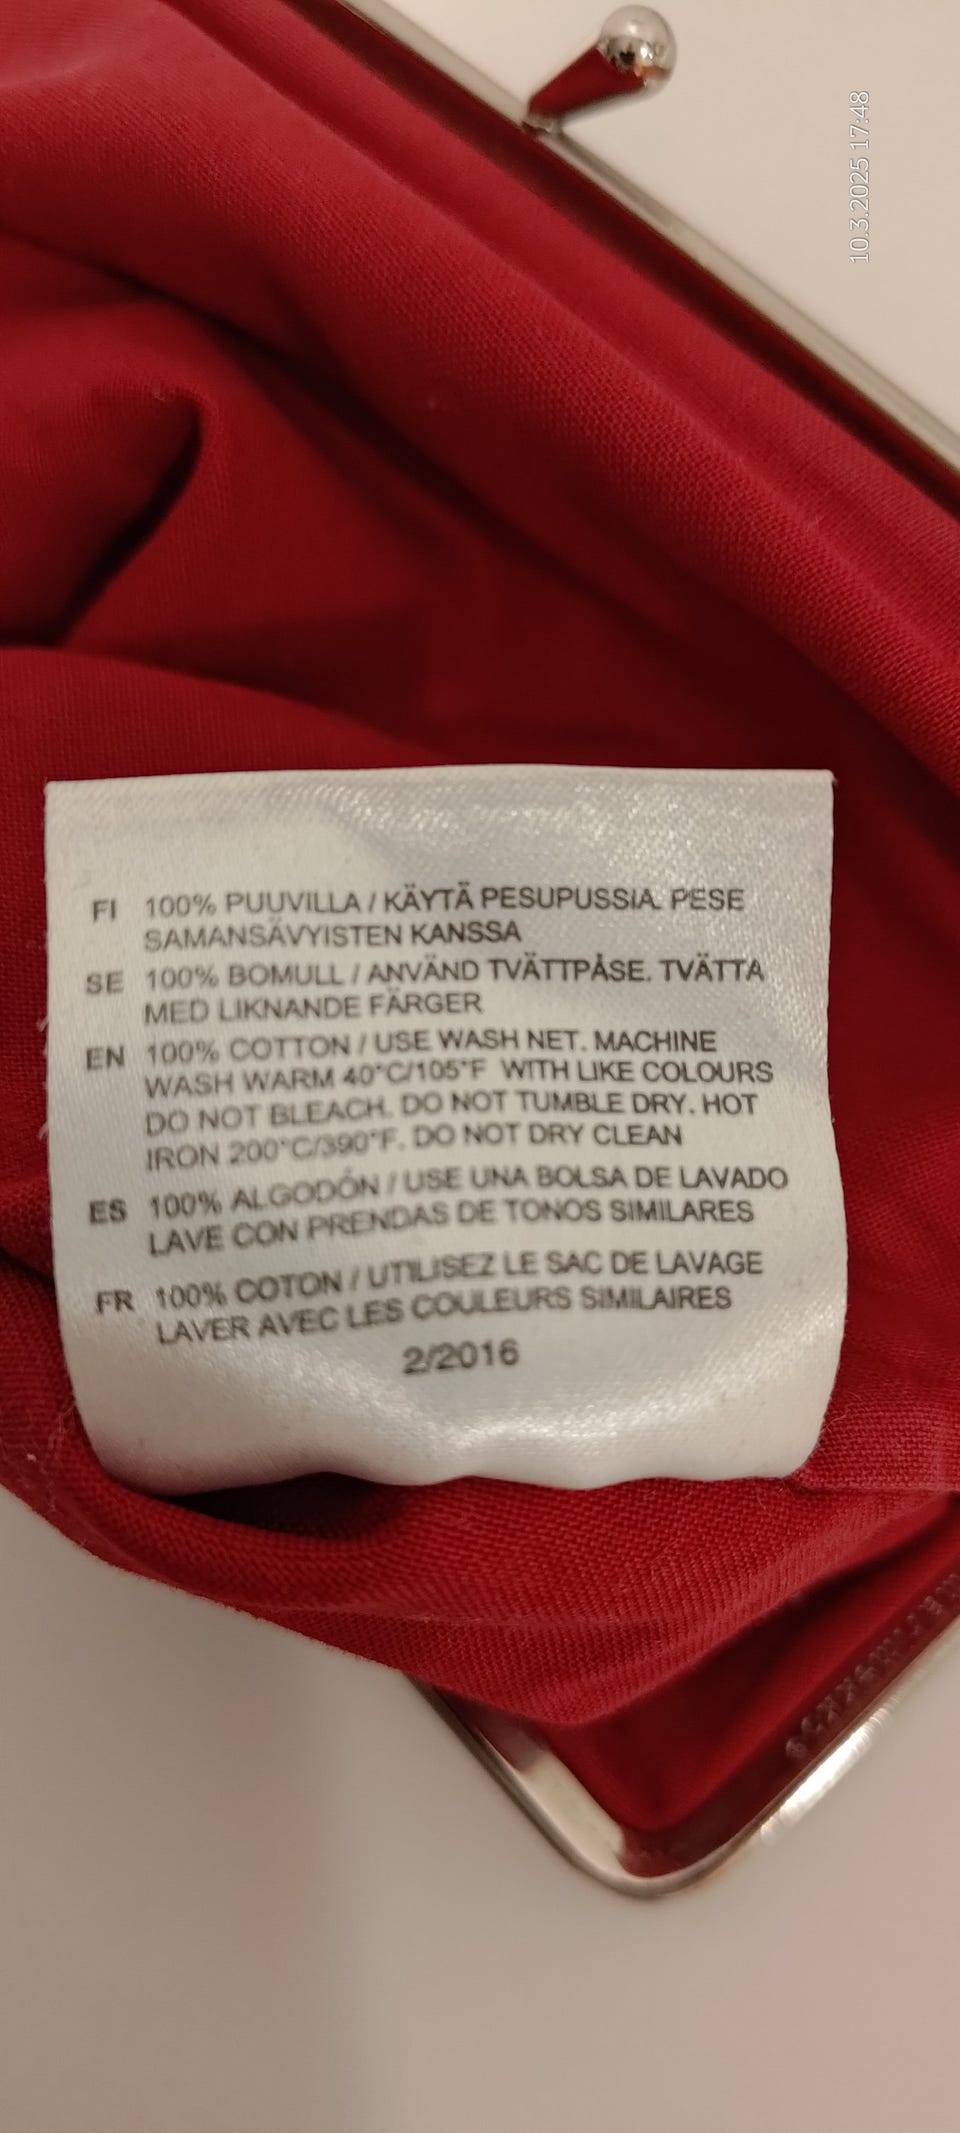 10.3.2025 17:48
FI 100% PUUVILLA / KÄYTÄ PESUPUSSIA. PESE
SAMANSÄVYISTEN KANSSA
SE 100% BOMULL / ANVÄND TVÄTTPÅSE. TVÄTTA
MED LIKNANDE FÄRGER
EN 100% COTTON / USE WASH NET. MACHINE
WASH WARM 40°C/105°F WITH LIKE COLOURS
DO NOT BLEACH. DO NOT TUMBLE DRY. HOT
IRON 200°C/390°F. DO NOT DRY CLEAN
ES 100% ALGODÓN / USE UNA BOLSA DE LAVADO
LAVE CON PRENDAS DE TONOS SIMILARES
FR 100% COTON / UTILISEZ LE SAC DE LAVAGE
LAVER AVEC LES COULEURS SIMILAIRES
2/2016